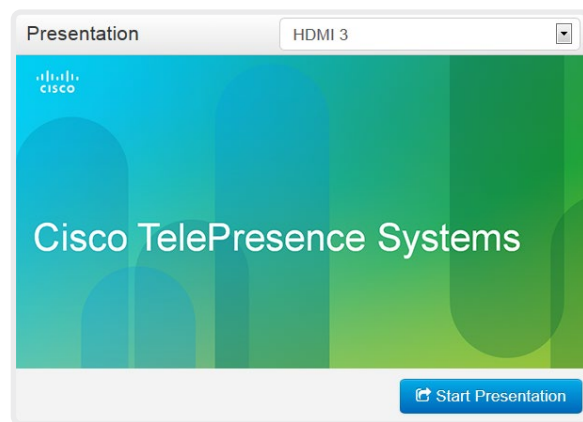 Presentation
HDMI 3
CISCO
Cisco TelePresence Systems
Start Presentation